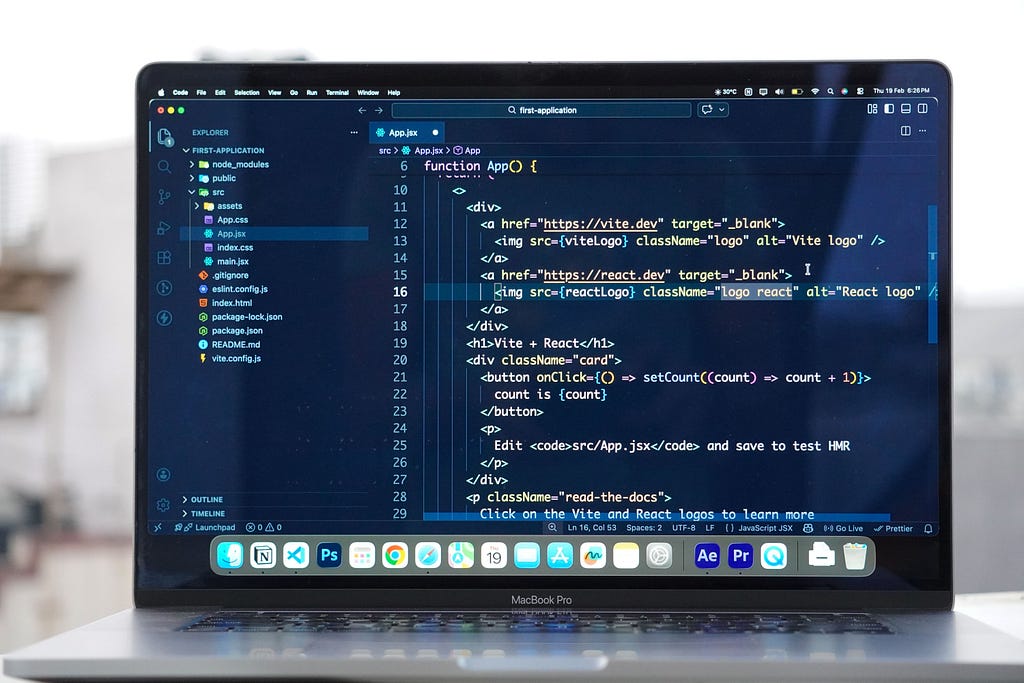 Code File Edit Selection View Go Run Terminal Window Help 30°C Thu 19 Feb 6:26PM
first-application
EXPLORER
App.jsx
FIRST-APPLICATION
src > App.jsx > App
node_modules
public
src
assets
App.css
App.jsx
index.css
main.jsx
.gitignore
eslint.config.js
index.html
package-lock.json
package.json
README.md
vite.config.js
OUTLINE
TIMELINE
6 function App() {
return (
10 <>
11 <div>
12 <a href="https://vite.dev" target="_blank">
13 <img src={viteLogo} className="logo" alt="Vite logo" />
14 </a>
15 <a href="https://react.dev" target="_blank">
16 <img src={reactLogo} className="logo react" alt="React logo" /
17 </a>
18 </div>
19 <h1>Vite + React</h1>
20 <div className="card">
21 <button onClick={() => setCount((count) => count + 1)}>
22 count is {count}
23 </button>
24 <p>
25 Edit <code>src/App.jsx</code> and save to test HMR
26 </p>
27 </div>
28 <p className="read-the-docs">
29 Click on the Vite and React logos to learn more
Launchpad 0 0 Ln 16, Col 53 Spaces: 2 UTF-8 LF {} JavaScript JSX Go Live Prettier
Ps 19 Ae Pr
MacBook Pro